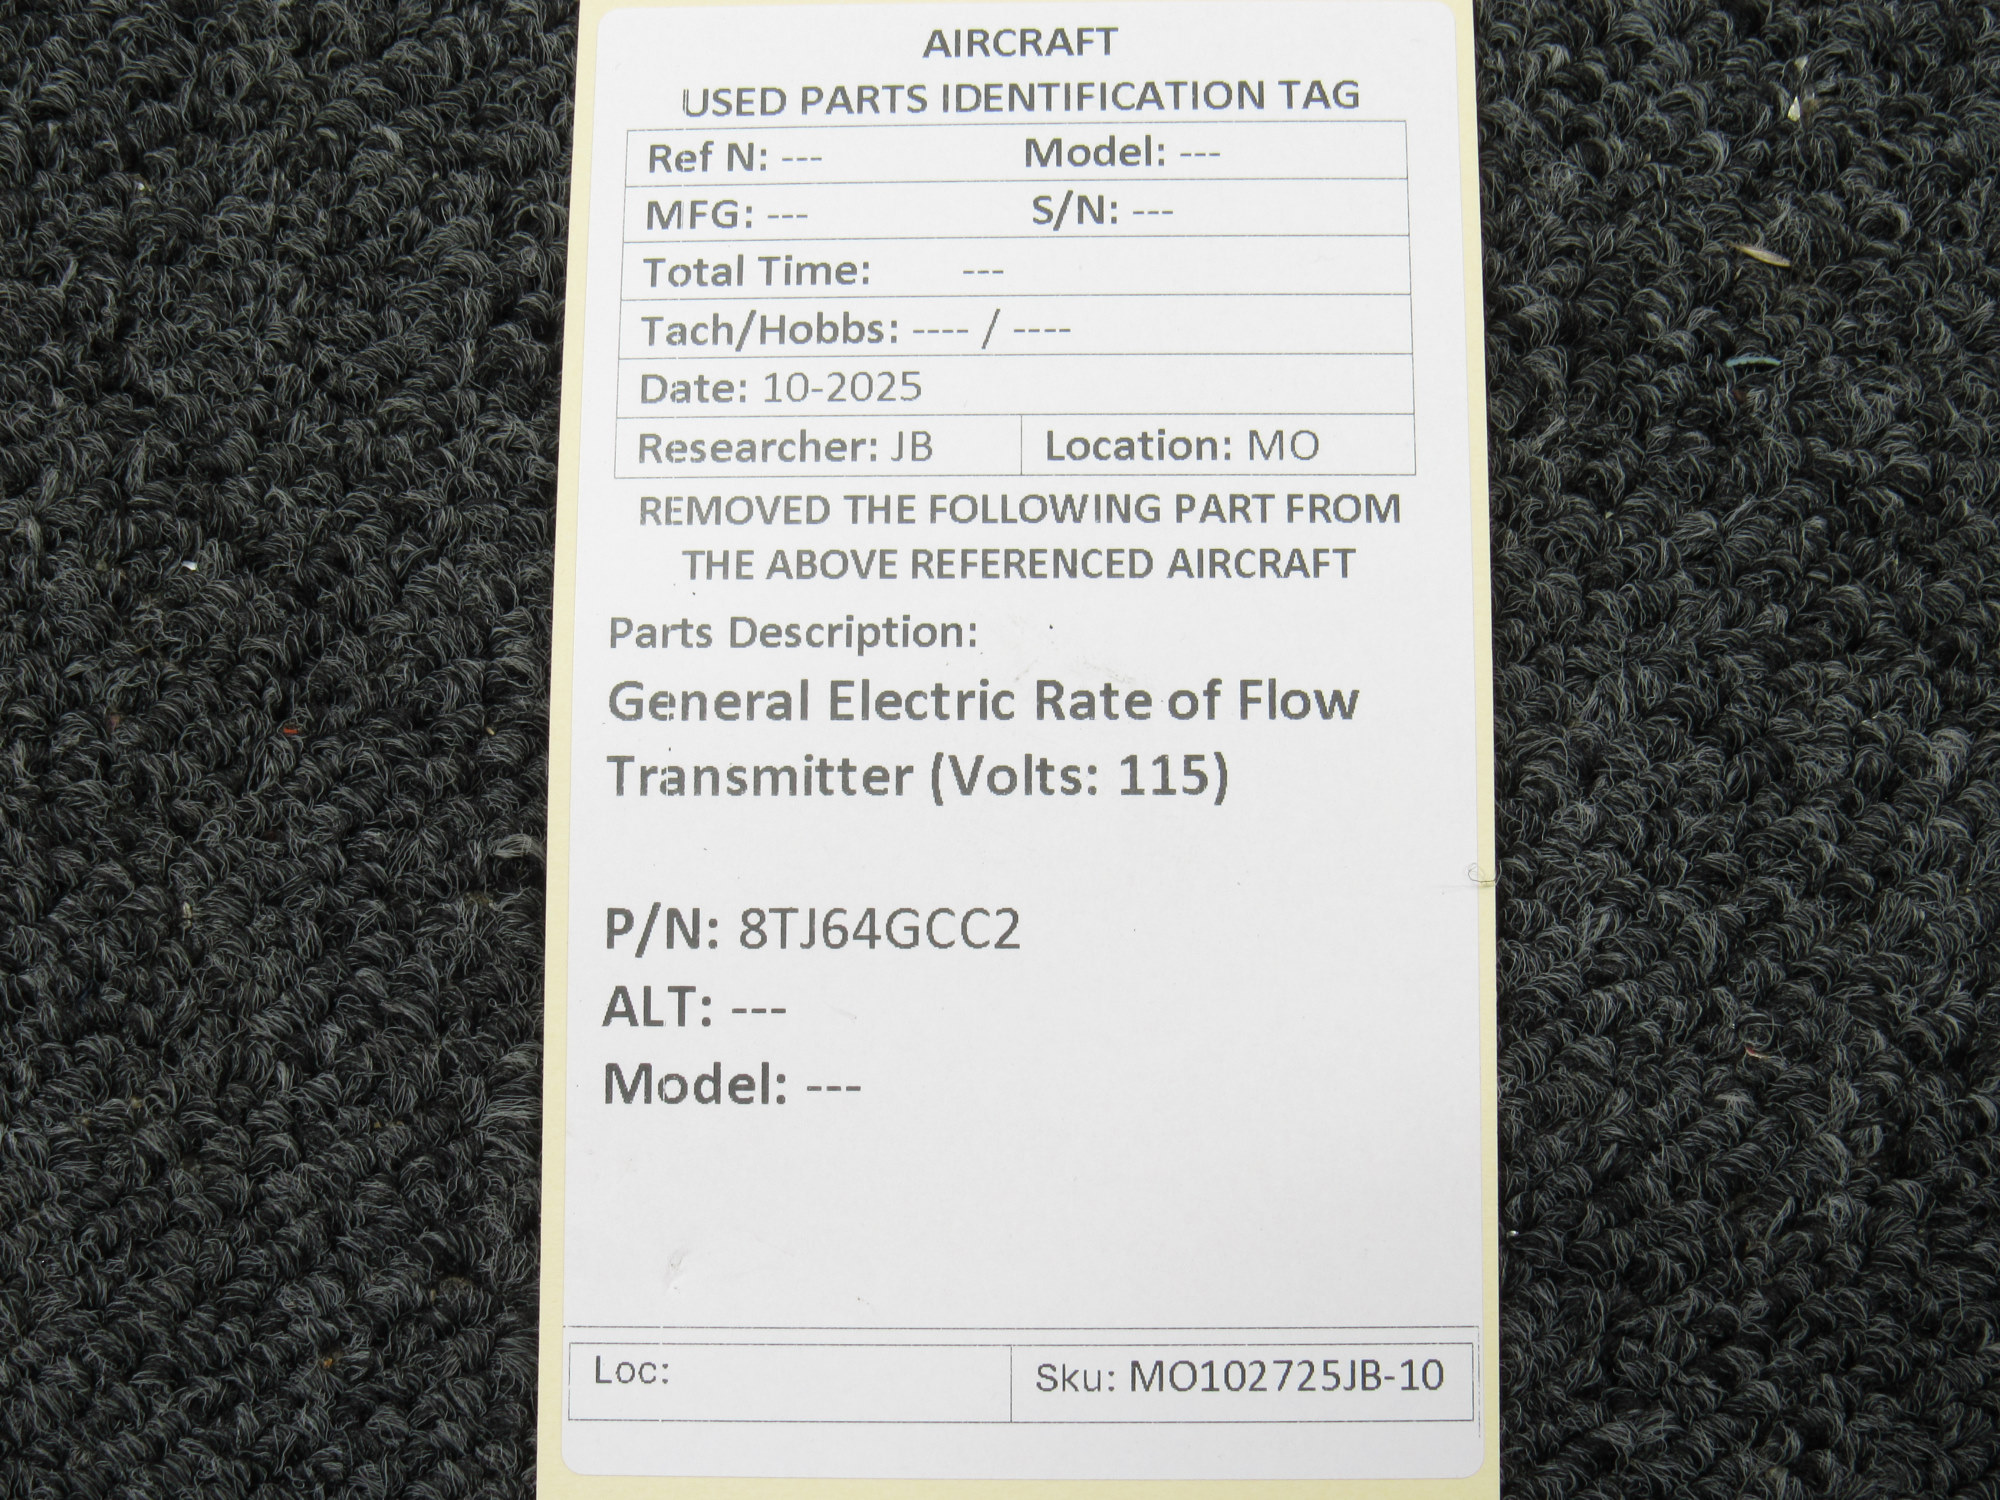 AIRCRAFT
USED PARTS IDENTIFICATION TAG
Ref N: --- Model: ---
MFG: --- S/N: ---
Total Time: ---
Tach/Hobbs: ---- / ----
Date: 10-2025
Researcher: JB Location: MO
REMOVED THE FOLLOWING PART FROM
THE ABOVE REFERENCED AIRCRAFT
Parts Description:
General Electric Rate of Flow
Transmitter (Volts: 115)
P/N: 8TJ64GCC2
ALT: ---
Model: ---
Loc: Sku: MO102725JB-10